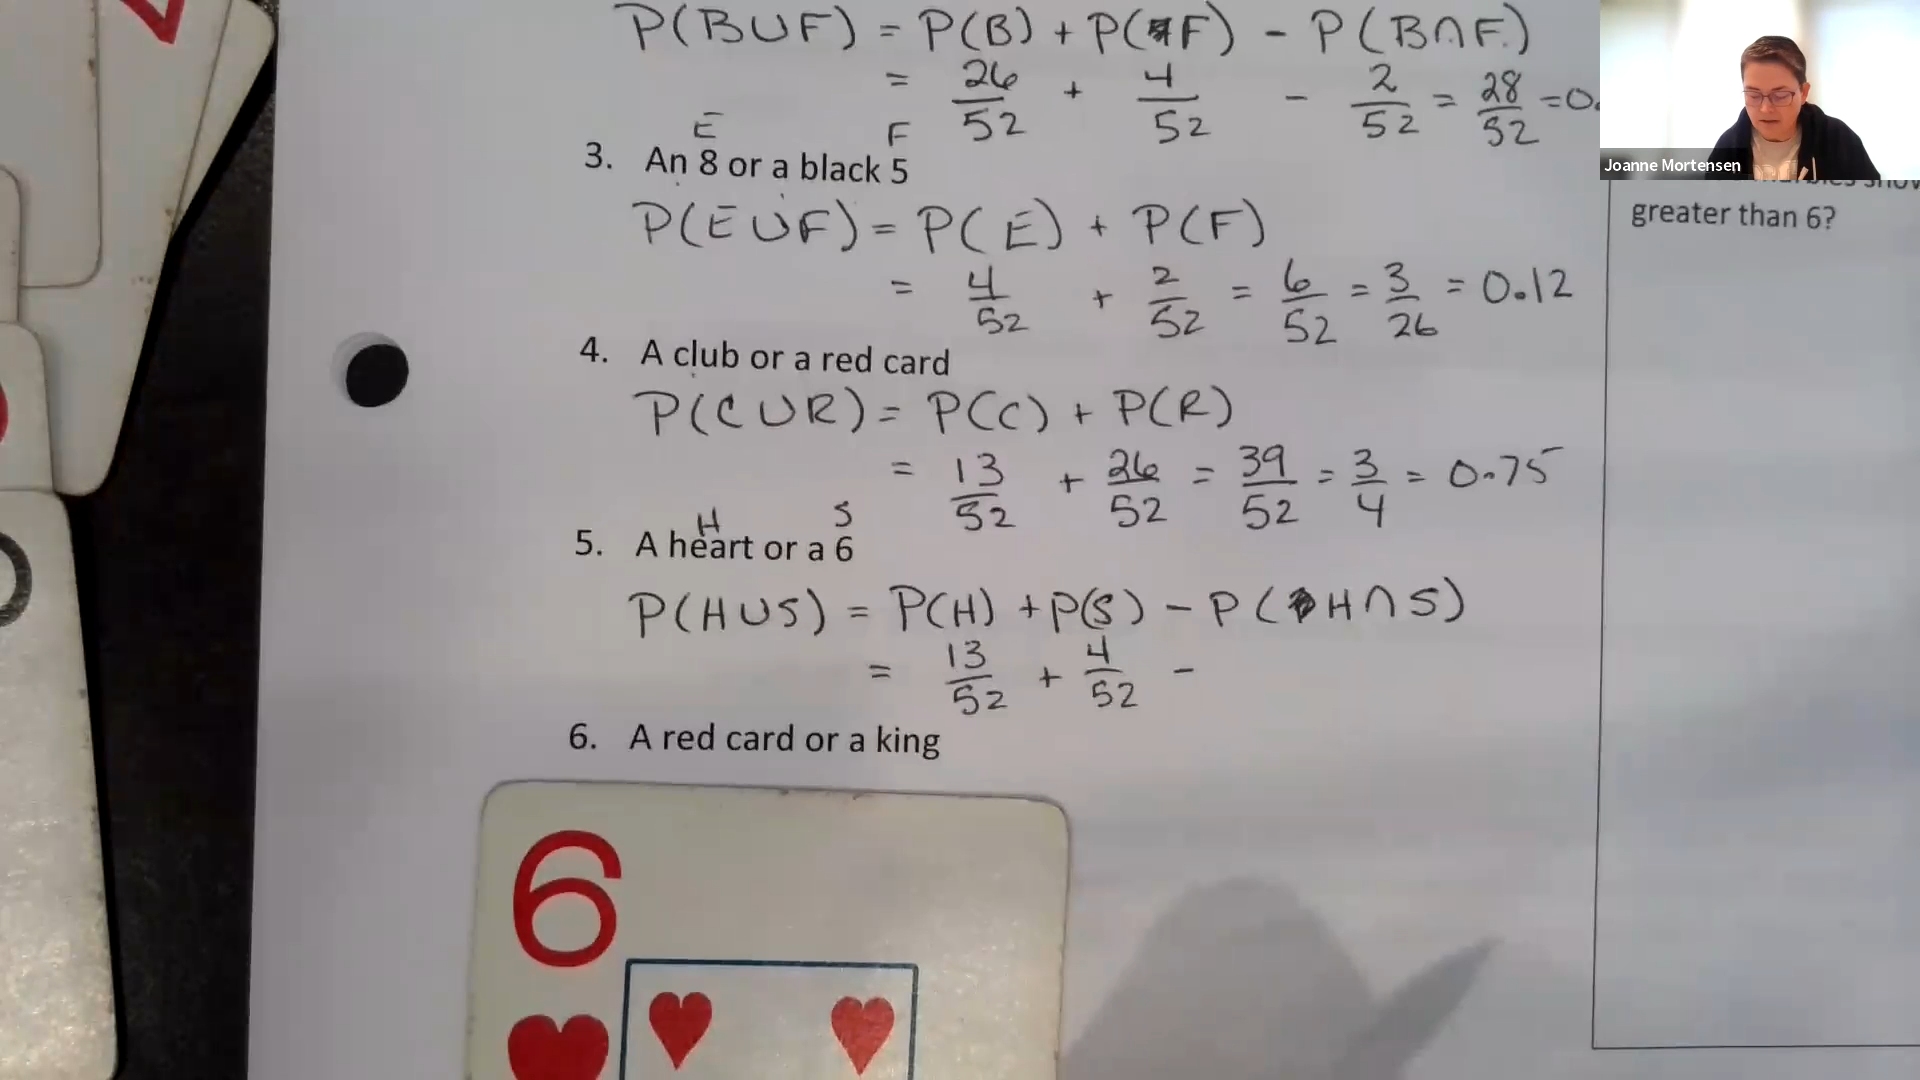 P(B∪F) = P(B) + P(F) - P(B∩F)
= 26/52 + 4/52 - 2/52 = 28/52 = 0.
E F
3. An 8 or a black 5
P(E∪F) = P(E) + P(F)
= 4/52 + 2/52 = 6/52 = 3/26 = 0.12
4. A club or a red card
P(C∪R) = P(C) + P(R)
= 13/52 + 26/52 = 39/52 = 3/4 = 0.75
H S
5. A heart or a 6
P(H∪S) = P(H) + P(S) - P(H∩S)
= 13/52 + 4/52 -
6. A red card or a king
6
Joanne Mortensen
greater than 6?